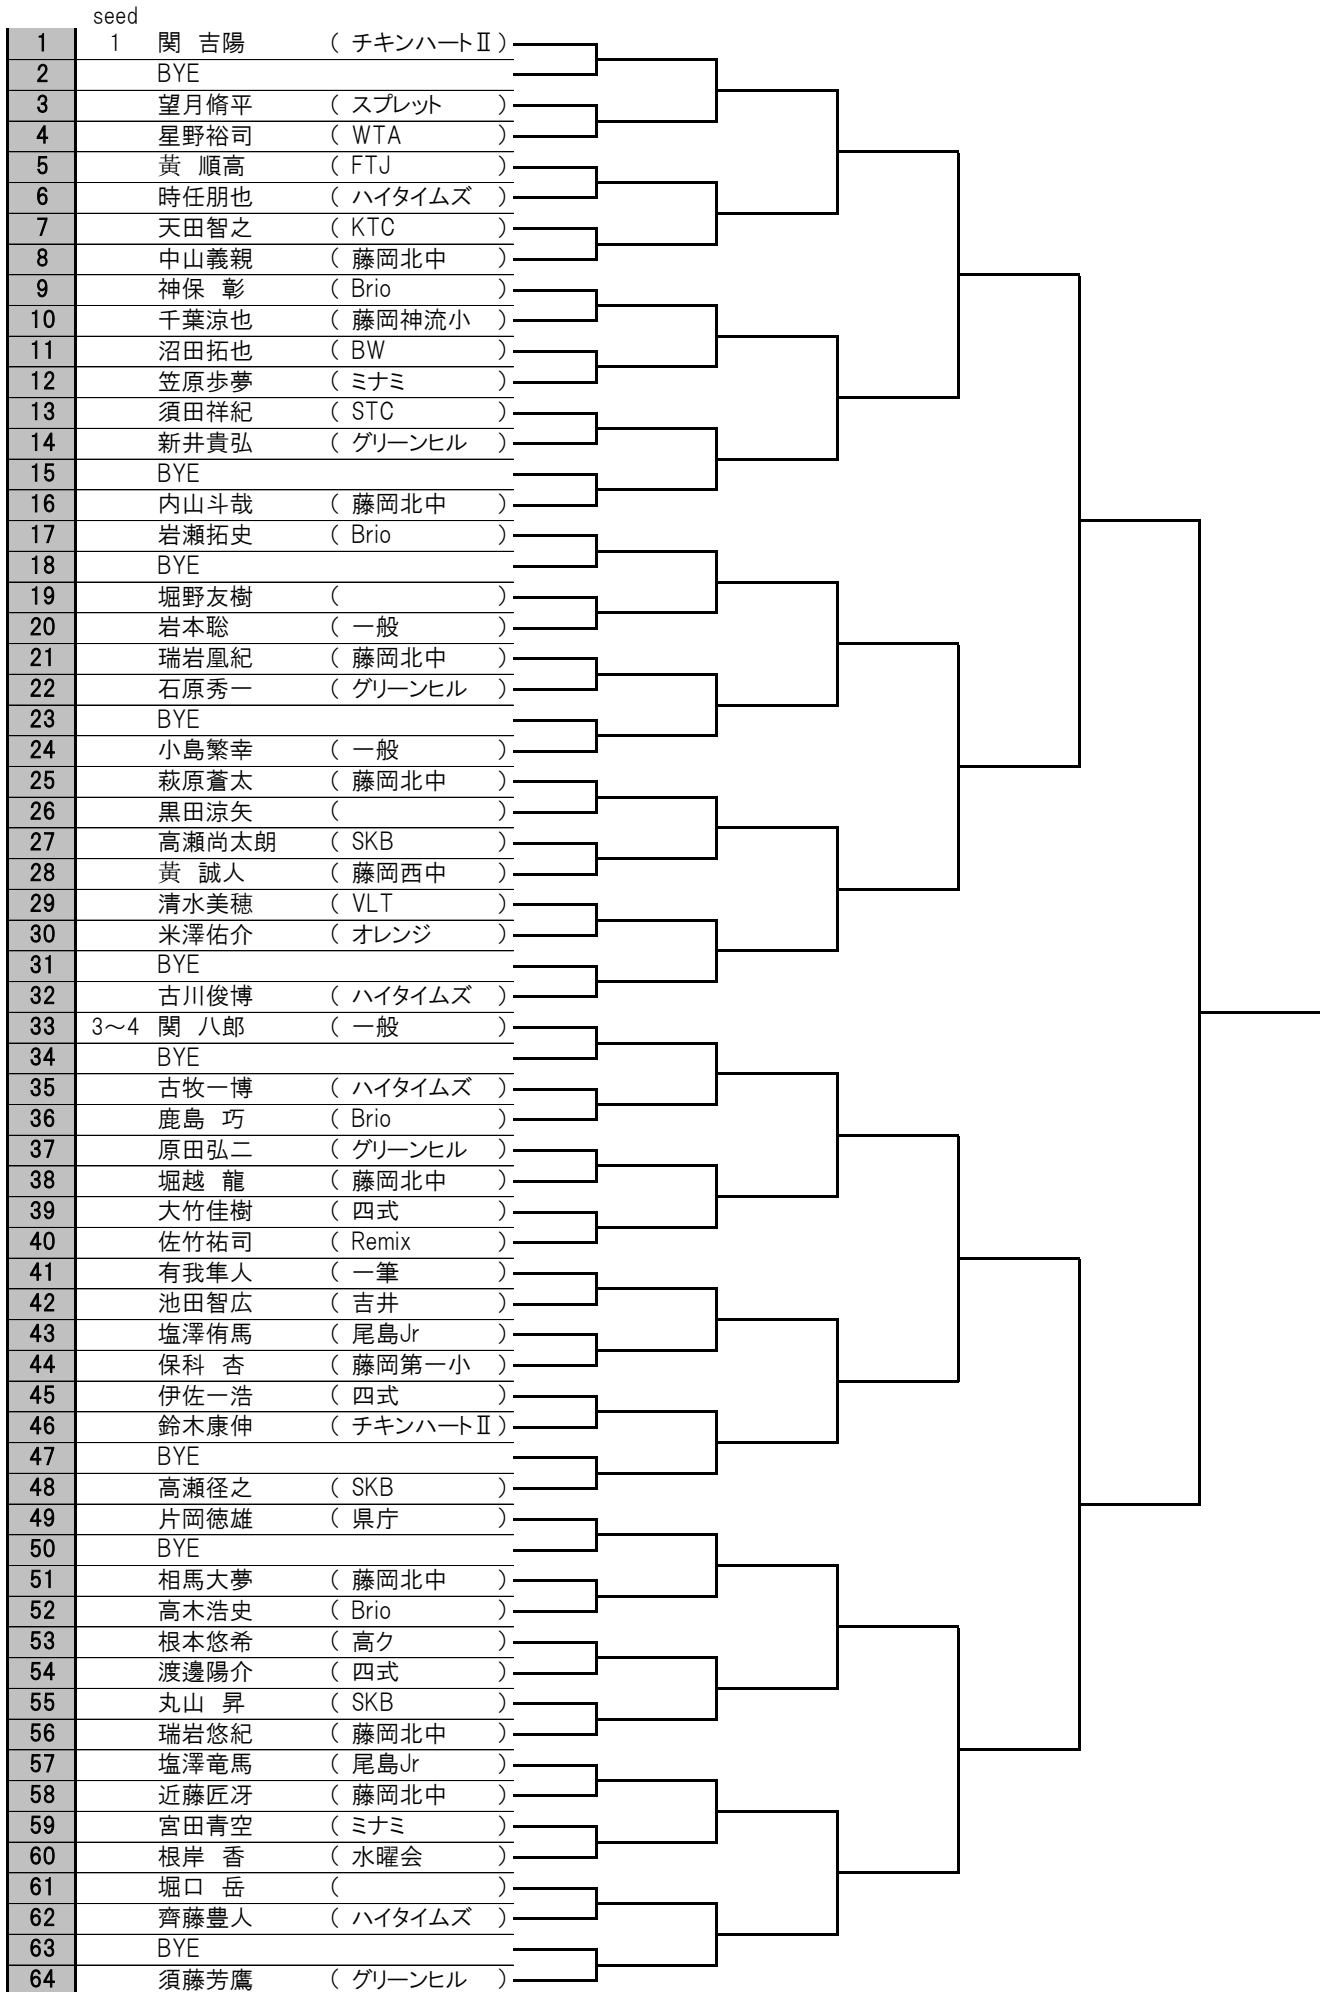 seed
1 1 関 吉陽 ( チキンハートⅡ )
2 BYE
3 望月脩平 ( スプレット )
4 星野裕司 ( WTA )
5 黃 順高 ( FTJ )
6 時任朋也 ( ハイタイムズ )
7 天田智之 ( KTC )
8 中山義親 ( 藤岡北中 )
9 神保 彰 ( Brio )
10 千葉涼也 ( 藤岡神流小 )
11 沼田拓也 ( BW )
12 笠原歩夢 ( ミナミ )
13 須田祥紀 ( STC )
14 新井貴弘 ( グリーンヒル )
15 BYE
16 内山斗哉 ( 藤岡北中 )
17 岩瀬拓史 ( Brio )
18 BYE
19 堀野友樹 ( )
20 岩本聡 ( 一般 )
21 瑞岩凰紀 ( 藤岡北中 )
22 石原秀一 ( グリーンヒル )
23 BYE
24 小島繁幸 ( 一般 )
25 萩原蒼太 ( 藤岡北中 )
26 黒田涼矢 ( )
27 高瀬尚太朗 ( SKB )
28 黃 誠人 ( 藤岡西中 )
29 清水美穂 ( VLT )
30 米澤佑介 ( オレンジ )
31 BYE
32 古川俊博 ( ハイタイムズ )
33 3～4 関 八郎 ( 一般 )
34 BYE
35 古牧一博 ( ハイタイムズ )
36 鹿島 巧 ( Brio )
37 原田弘二 ( グリーンヒル )
38 堀越 龍 ( 藤岡北中 )
39 大竹佳樹 ( 四式 )
40 佐竹祐司 ( Remix )
41 有我隼人 ( 一筆 )
42 池田智広 ( 吉井 )
43 塩澤侑馬 ( 尾島Jr )
44 保科 杏 ( 藤岡第一小 )
45 伊佐一浩 ( 四式 )
46 鈴木康伸 ( チキンハートⅡ )
47 BYE
48 高瀬径之 ( SKB )
49 片岡徳雄 ( 県庁 )
50 BYE
51 相馬大夢 ( 藤岡北中 )
52 高木浩史 ( Brio )
53 根本悠希 ( 高ク )
54 渡邊陽介 ( 四式 )
55 丸山 昇 ( SKB )
56 瑞岩悠紀 ( 藤岡北中 )
57 塩澤竜馬 ( 尾島Jr )
58 近藤匠冴 ( 藤岡北中 )
59 宮田青空 ( ミナミ )
60 根岸 香 ( 水曜会 )
61 堀口 岳 ( )
62 齊藤豊人 ( ハイタイムズ )
63 BYE
64 須藤芳鷹 ( グリーンヒル )